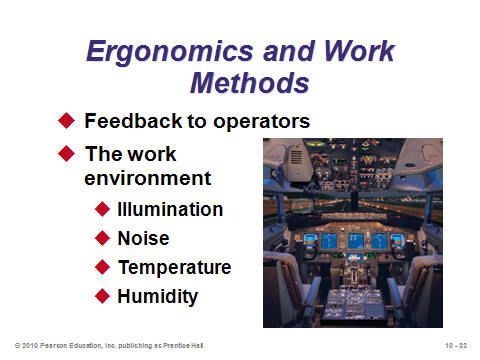 Ergonomics and Work
Methods
Feedback to operators
The work
environment
Illumination
Noise
Temperature
Humidity
© 2010 Pearson Education, Inc. publishing as Prentice Hall
10 - 32